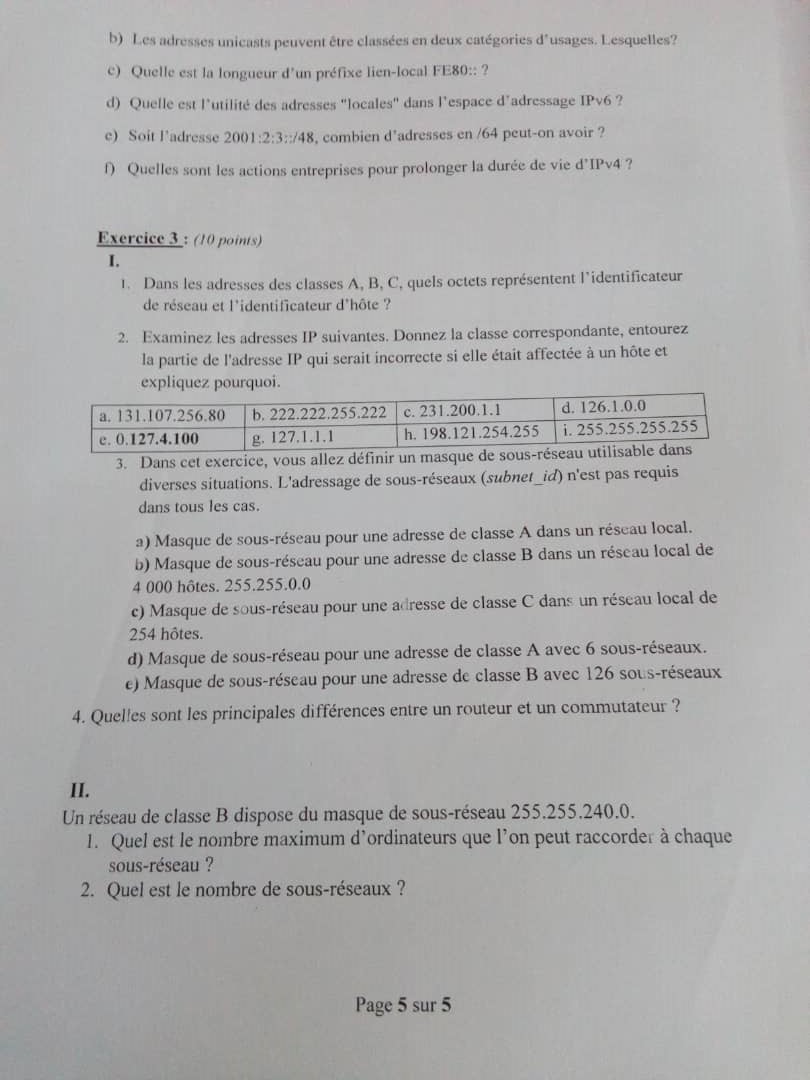 b) Les adresses unicasts peuvent être classées en deux catégories d'usages. Lesquelles?
c) Quelle est la longueur d'un préfixe lien-local FE80:: ?
d) Quelle est l'utilité des adresses "locales" dans l'espace d'adressage IPv6 ?
e) Soit l'adresse 2001:2:3::/48, combien d'adresses en /64 peut-on avoir ?
f) Quelles sont les actions entreprises pour prolonger la durée de vie d'IPv4 ?
Exercice 3 : (10 points)
I.
1. Dans les adresses des classes A, B, C, quels octets représentent l'identificateur
de réseau et l'identificateur d'hôte ?
2. Examinez les adresses IP suivantes. Donnez la classe correspondante, entourez
la partie de l'adresse IP qui serait incorrecte si elle était affectée à un hôte et
expliquez pourquoi.
a. 131.107.256.80 b. 222.222.255.222 c. 231.200.1.1 d. 126.1.0.0
e. 0.127.4.100 g. 127.1.1.1 h. 198.121.254.255 i. 255.255.255.255
3. Dans cet exercice, vous allez définir un masque de sous-réseau utilisable dans
diverses situations. L'adressage de sous-réseaux (subnet_id) n'est pas requis
dans tous les cas.
a) Masque de sous-réseau pour une adresse de classe A dans un réseau local.
b) Masque de sous-réseau pour une adresse de classe B dans un réseau local de
4 000 hôtes. 255.255.0.0
c) Masque de sous-réseau pour une adresse de classe C dans un réseau local de
254 hôtes.
d) Masque de sous-réseau pour une adresse de classe A avec 6 sous-réseaux.
e) Masque de sous-réseau pour une adresse de classe B avec 126 sous-réseaux
4. Quelles sont les principales différences entre un routeur et un commutateur ?
II.
Un réseau de classe B dispose du masque de sous-réseau 255.255.240.0.
1. Quel est le nombre maximum d'ordinateurs que l'on peut raccorder à chaque
sous-réseau ?
2. Quel est le nombre de sous-réseaux ?
Page 5 sur 5